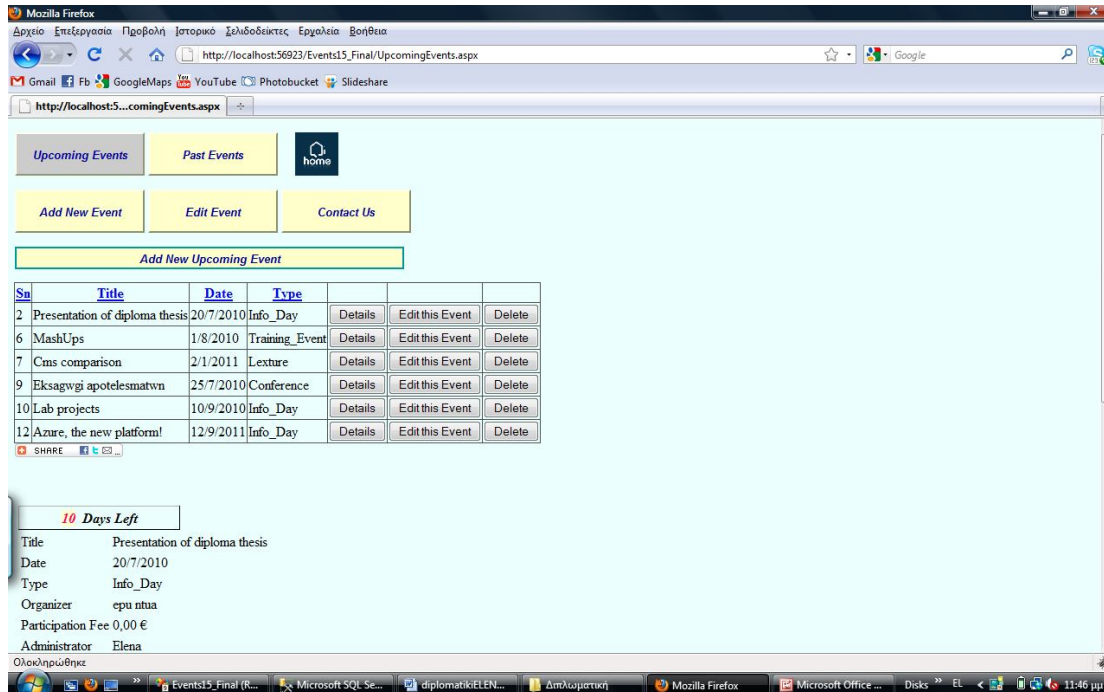 Mozilla Firefox
Αρχείο Επεξεργασία Προβολή Ιστορικό Σελιδοδείκτες Εργαλεία Βοήθεια
http://localhost:56923/Events15_Final/UpcomingEvents.aspx
Google
Gmail Fb GoogleMaps YouTube Photobucket Slideshare
http://localhost:5...comingEvents.aspx
Upcoming Events Past Events home
Add New Event Edit Event Contact Us
Add New Upcoming Event
Sn Title Date Type
2 Presentation of diploma thesis 20/7/2010 Info_Day Details Edit this Event Delete
6 MashUps 1/8/2010 Training_Event Details Edit this Event Delete
7 Cms comparison 2/1/2011 Lexture Details Edit this Event Delete
9 Eksagwgi apotelesmatwn 25/7/2010 Conference Details Edit this Event Delete
10 Lab projects 10/9/2010 Info_Day Details Edit this Event Delete
12 Azure, the new platform! 12/9/2011 Info_Day Details Edit this Event Delete
SHARE
10 Days Left
Title Presentation of diploma thesis
Date 20/7/2010
Type Info_Day
Organizer epu ntua
Participation Fee 0,00 €
Administrator Elena
Ολοκληρώθηκε
Events15_Final (R... Microsoft SQL Se... diplomatikiELEN... Διπλωματική Mozilla Firefox Microsoft Office ... Disks » EL 11:46 μμ